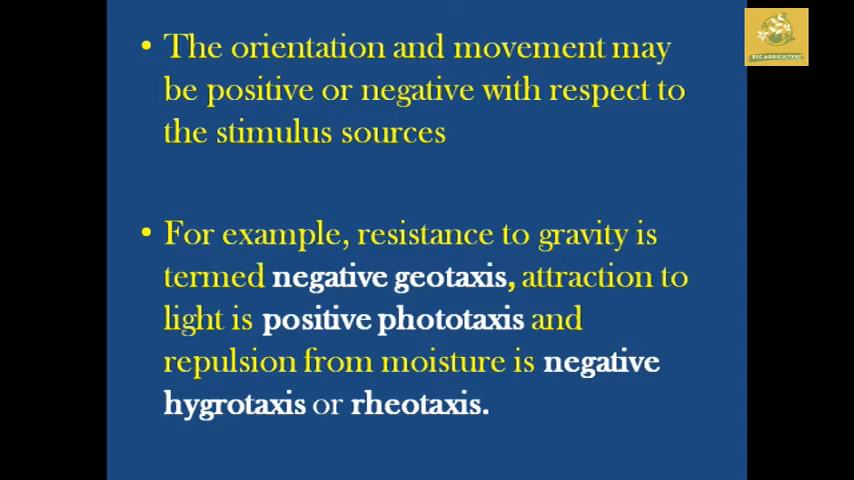 • The orientation and movement may
be positive or negative with respect to
the stimulus sources
• For example, resistance to gravity is
termed negative geotaxis, attraction to
light is positive phototaxis and
repulsion from moisture is negative
hygrotaxis or rheotaxis.
BSC AGRICULTURE